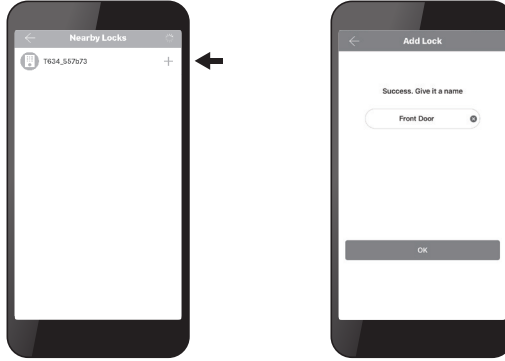 Nearby Locks
T634_557b73
Add Lock
Success. Give it a name
Front Door
OK